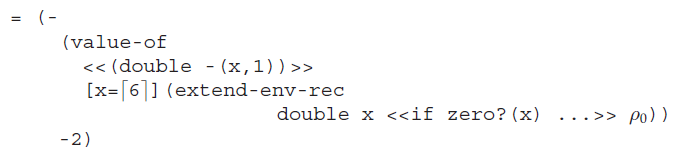 = (-
(value-of
<<(double -(x,1))>>
[x=⌈6⌉](extend-env-rec
double x <<if zero?(x) ...>> ρ₀))
-2)